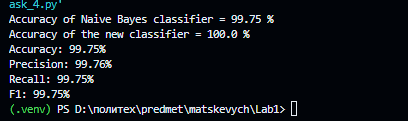 ask_4.py'
Accuracy of Naive Bayes classifier = 99.75 %
Accuracy of the new classifier = 100.0 %
Accuracy: 99.75%
Precision: 99.76%
Recall: 99.75%
F1: 99.75%
(.venv) PS D:\политех\predmet\matskevych\Lab1>